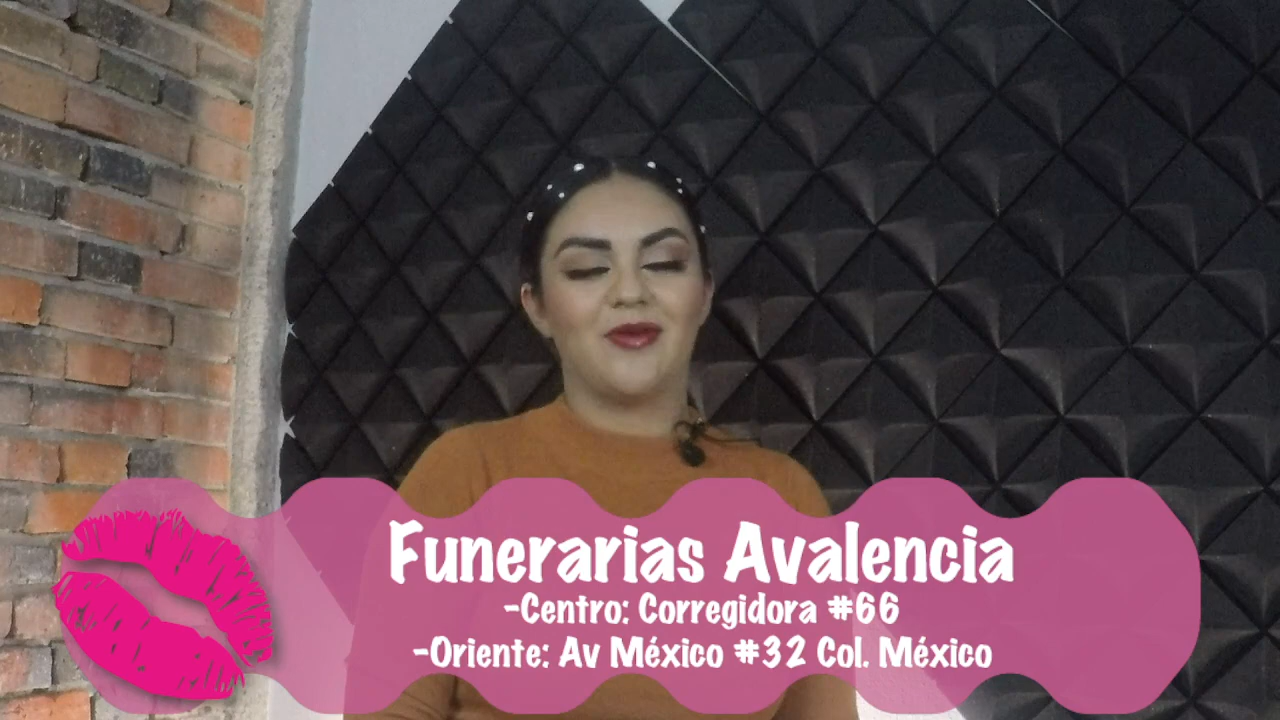 Funerarias Avalencia
-Centro: Corregidora #66
-Oriente: Av México #32 Col. México